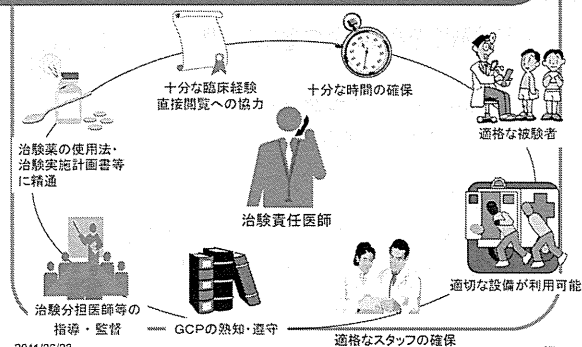 十分な臨床経験
直接閲覧への協力
十分な時間の確保
適格な被験者
治験薬の使用法・
治験実施計画書等
に精通
治験責任医師
適切な設備が利用可能
治験分担医師等の
指導・監督
GCPの熟知・遵守
適格なスタッフの確保